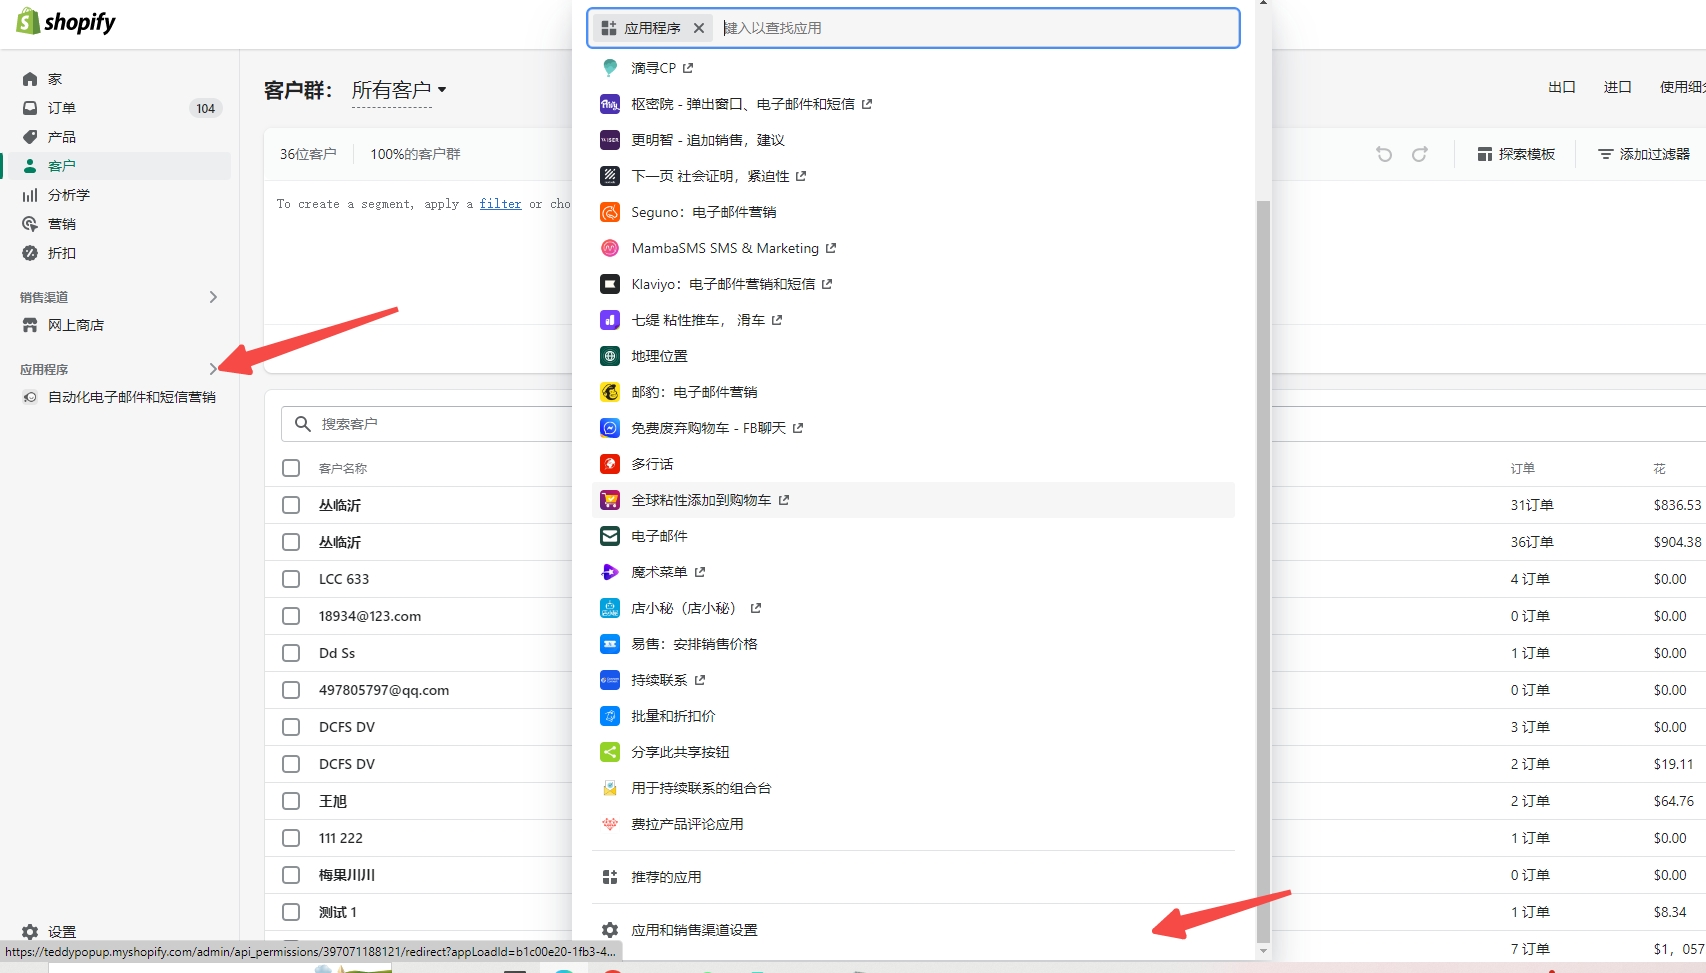 shopify
家
订单
104
产品
客户
分析学
营销
折扣
销售渠道
网上商店
应用程序
自动化电子邮件和短信营销
设置
https://teddypopup.myshopify.com/admin/api_permissions/397071188121/redirect?appLoadId=b1c00e20-1fb3-4...
客户群：
所有客户
出口
进口
使用细
36位客户
100%的客户群
探索模板
添加过滤器
To create a segment, apply a filter or cho
搜索客户
客户名称
订单
花
丛临沂
31订单
$836.53
丛临沂
36订单
$904.38
LCC 633
4 订单
$0.00
18934@123.com
0 订单
$0.00
Dd Ss
1 订单
$0.00
497805797@qq.com
0 订单
$0.00
DCFS DV
3 订单
$0.00
DCFS DV
2 订单
$19.11
王旭
2 订单
$64.76
111 222
1 订单
$0.00
梅果川川
0 订单
$0.00
测试 1
1 订单
$8.34
7 订单
$1，057
应用程序
键入以查找应用
滴寻CP
枢密院 - 弹出窗口、电子邮件和短信
更明智 - 追加销售，建议
下一页 社会证明，紧迫性
Seguno：电子邮件营销
MambaSMS SMS & Marketing
Klaviyo：电子邮件营销和短信
七缇 粘性推车， 滑车
地理位置
邮豹：电子邮件营销
免费废弃购物车 - FB聊天
多行话
全球粘性添加到购物车
电子邮件
魔术菜单
店小秘（店小秘）
易售：安排销售价格
持续联系
批量和折扣价
分享此共享按钮
用于持续联系的组合台
费拉产品评论应用
推荐的应用
应用和销售渠道设置